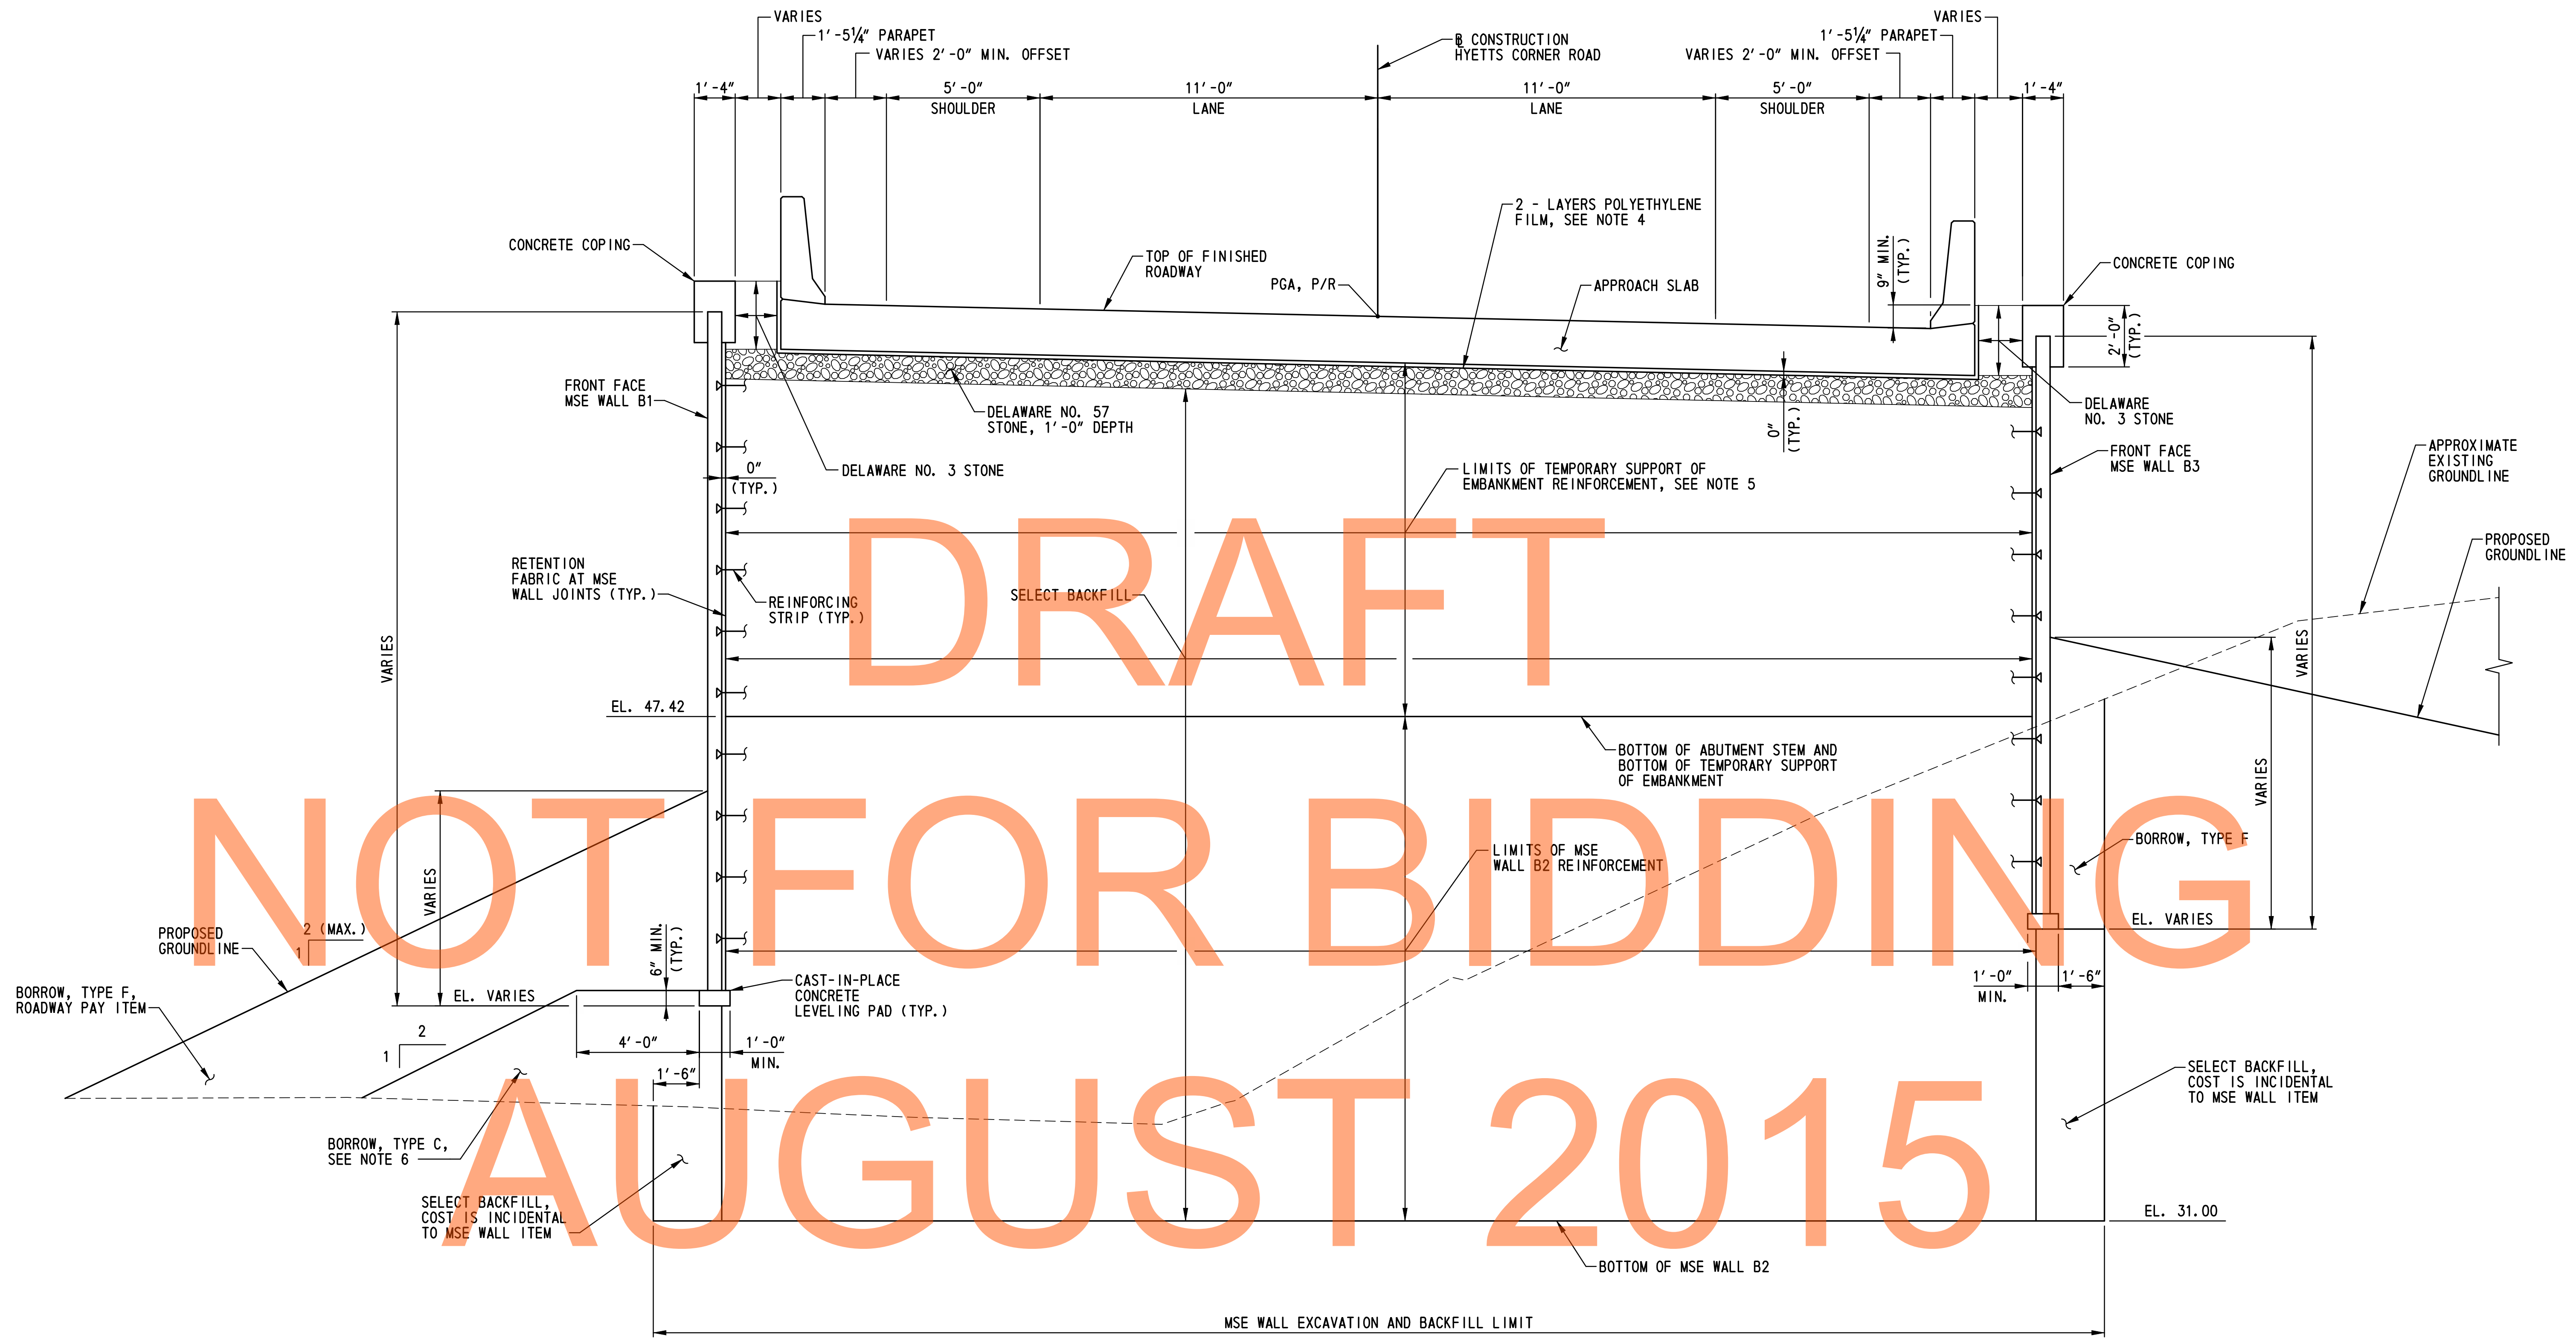 VARIES
1'-5¼" PARAPET
VARIES 2'-0" MIN. OFFSET
1'-4"
5'-0"
SHOULDER
11'-0"
LANE
℄ CONSTRUCTION
HYETTS CORNER ROAD
11'-0"
LANE
5'-0"
SHOULDER
VARIES
1'-5¼" PARAPET
VARIES 2'-0" MIN. OFFSET
1'-4"
CONCRETE COPING
TOP OF FINISHED
ROADWAY
PGA, P/R
2 - LAYERS POLYETHYLENE
FILM, SEE NOTE 4
APPROACH SLAB
9" MIN.
(TYP.)
CONCRETE COPING
2'-0"
(TYP.)
FRONT FACE
MSE WALL B1
DELAWARE NO. 57
STONE, 1'-0" DEPTH
0"
(TYP.)
DELAWARE
NO. 3 STONE
DELAWARE NO. 3 STONE
0"
(TYP.)
LIMITS OF TEMPORARY SUPPORT OF
EMBANKMENT REINFORCEMENT, SEE NOTE 5
FRONT FACE
MSE WALL B3
APPROXIMATE
EXISTING
GROUNDLINE
PROPOSED
GROUNDLINE
DRAFT
RETENTION
FABRIC AT MSE
WALL JOINTS (TYP.)
REINFORCING
STRIP (TYP.)
SELECT BACKFILL
VARIES
VARIES
EL. 47.42
BOTTOM OF ABUTMENT STEM AND
BOTTOM OF TEMPORARY SUPPORT
OF EMBANKMENT
VARIES
NOT FOR BIDDING
VARIES
LIMITS OF MSE
WALL B2 REINFORCEMENT
BORROW, TYPE F
PROPOSED
GROUNDLINE
2 (MAX.)
1
6" MIN.
(TYP.)
EL. VARIES
BORROW, TYPE F,
ROADWAY PAY ITEM
EL. VARIES
CAST-IN-PLACE
CONCRETE
LEVELING PAD (TYP.)
1'-0"
MIN.
1'-6"
2
1
4'-0"
1'-0"
MIN.
1'-6"
SELECT BACKFILL,
COST IS INCIDENTAL
TO MSE WALL ITEM
AUGUST 2015
BORROW, TYPE C,
SEE NOTE 6
SELECT BACKFILL,
COST IS INCIDENTAL
TO MSE WALL ITEM
EL. 31.00
BOTTOM OF MSE WALL B2
MSE WALL EXCAVATION AND BACKFILL LIMIT